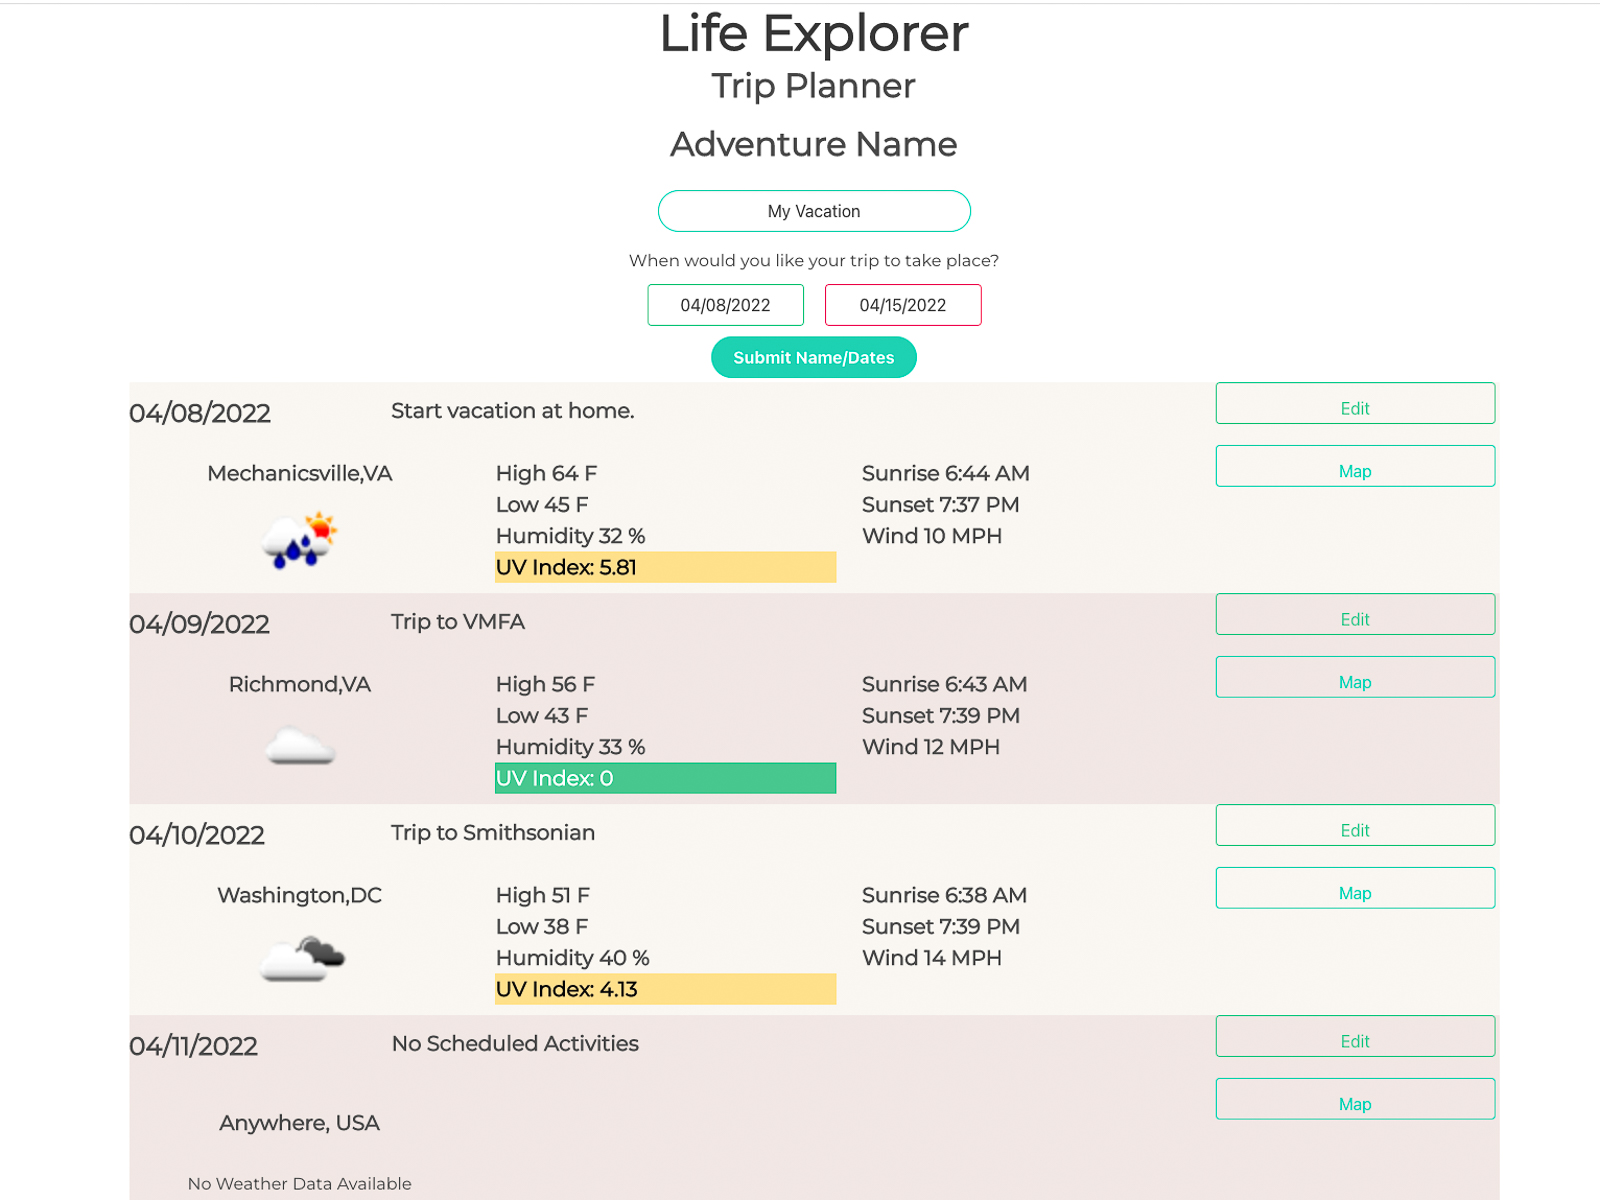 Life Explorer
Trip Planner
Adventure Name
My Vacation
When would you like your trip to take place?
04/08/2022 04/15/2022
Submit Name/Dates
04/08/2022 Start vacation at home. Edit
Mechanicsville,VA High 64 F Sunrise 6:44 AM Map
Low 45 F Sunset 7:37 PM
Humidity 32 % Wind 10 MPH
UV Index: 5.81
04/09/2022 Trip to VMFA Edit
Richmond,VA High 56 F Sunrise 6:43 AM Map
Low 43 F Sunset 7:39 PM
Humidity 33 % Wind 12 MPH
UV Index: 0
04/10/2022 Trip to Smithsonian Edit
Washington,DC High 51 F Sunrise 6:38 AM Map
Low 38 F Sunset 7:39 PM
Humidity 40 % Wind 14 MPH
UV Index: 4.13
04/11/2022 No Scheduled Activities Edit
Map
Anywhere, USA
No Weather Data Available